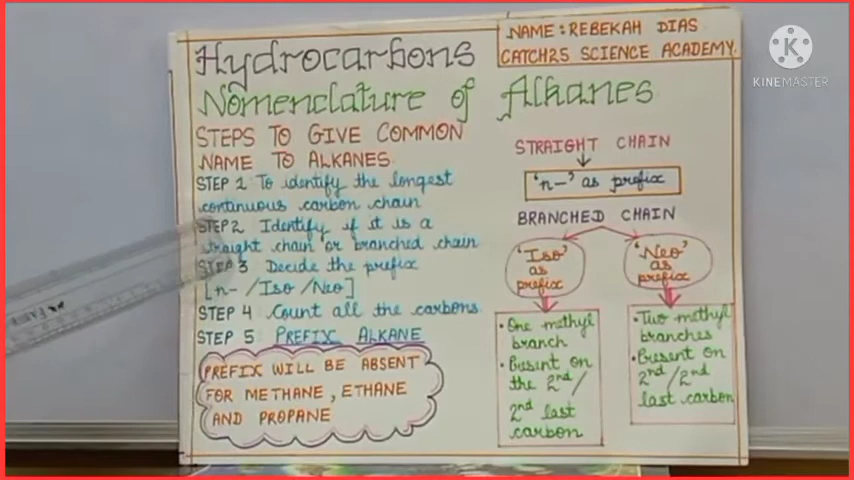 Hydrocarbons
NAME: REBEKAH DIAS
CATCH25 SCIENCE ACADEMY.
Nomenclature of Alkanes
STEPS TO GIVE COMMON
NAME TO ALKANES.
STEP 1 To identify the longest
continuous carbon chain
STEP 2 Identify if it is a
straight chain or branched chain
STEP 3 Decide the prefix
[n- /Iso /Neo]
STEP 4 Count all the carbons.
STEP 5 PREFIX ALKANE
PREFIX WILL BE ABSENT
FOR METHANE, ETHANE
AND PROPANE
STRAIGHT CHAIN
'n-' as prefix
BRANCHED CHAIN
'Iso'
as
prefix
'Neo'
as
prefix
• One methyl
branch
• Present on
the 2nd/
2nd last
carbon
• Two methyl
branches
• Present on
2nd/2nd
last carbon
K
KINEMASTER